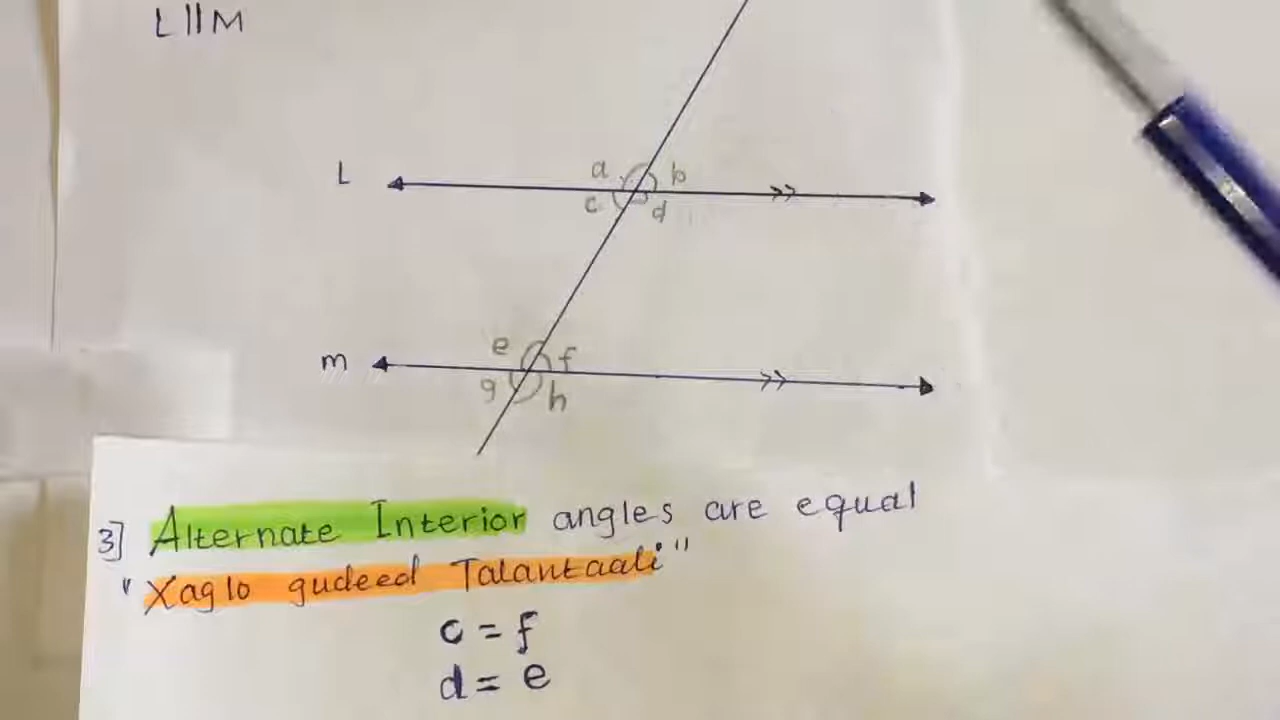 L || M
L
a b
c d
m
e f
g h
3] Alternate Interior angles are equal
"Xaglo gudeed Talantaali"
c = f
d = e